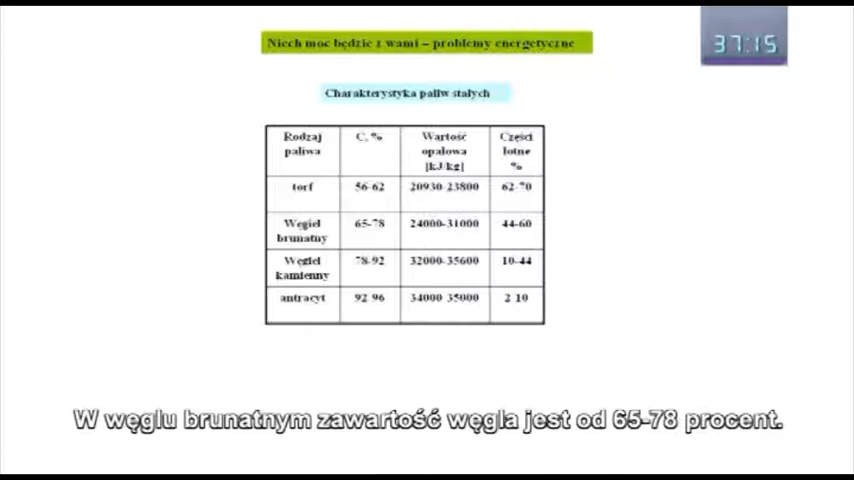 37:15
Niech moc będzie z wami – problemy energetyczne
Charakterystyka paliw stałych
Rodzaj paliwa C, % Wartość opałowa [kJ/kg] Części lotne %
torf 56-62 20930-23800 62-70
Węgiel brunatny 65-78 24000-31000 44-60
Węgiel kamienny 78-92 32000-35600 10-44
antracyt 92-96 34000-35000 2-10
W węglu brunatnym zawartość węgla jest od 65-78 procent.